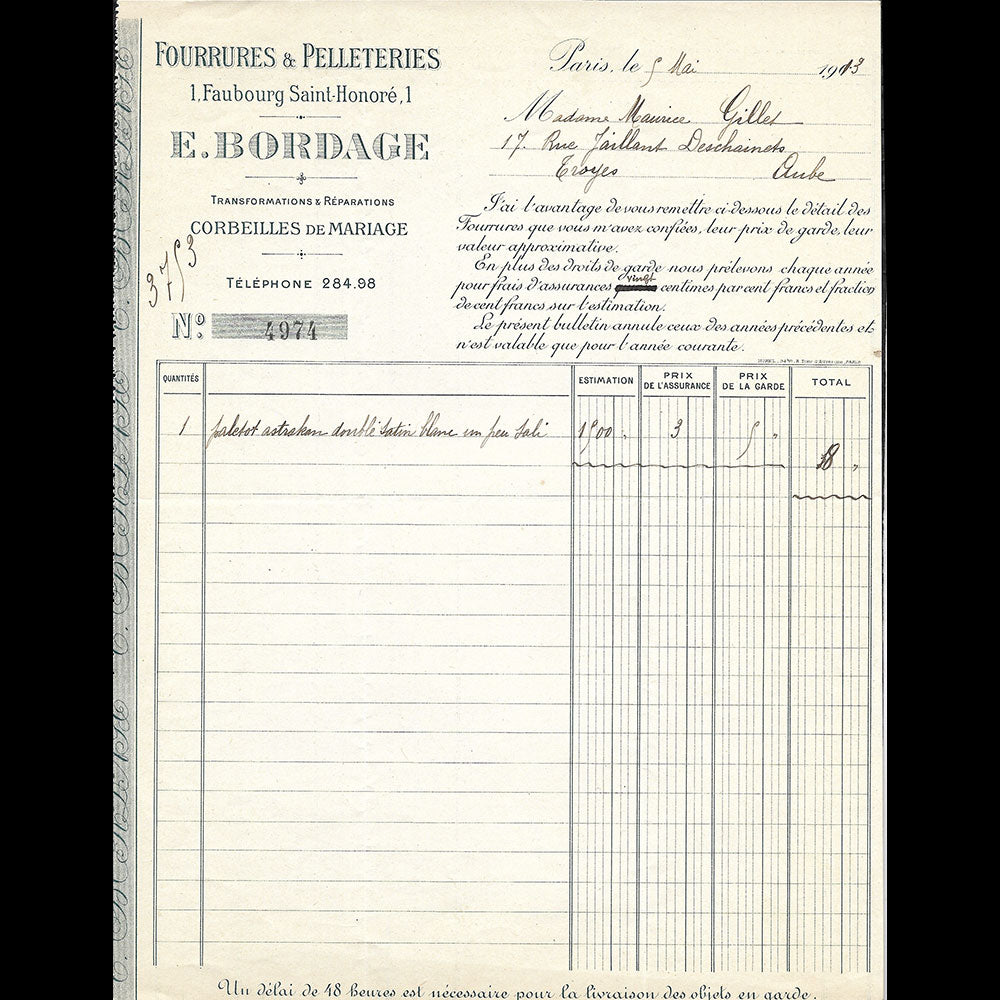 FOURRURES & PELLETERIES
1, Faubourg Saint-Honoré, 1
E. BORDAGE
TRANSFORMATIONS & RÉPARATIONS
CORBEILLES DE MARIAGE
TÉLÉPHONE 284.98
3753
Nº 4974
Paris, le 5 Mai 1913
Madame Maurice Gillet
17. Rue Jaillant Deschainets
Troyes Aube
J'ai l'avantage de vous remettre ci-dessous le détail des
Fourrures que vous m'avez confiées, leur prix de garde, leur
valeur approximative.
En plus des droits de garde nous prélevons chaque année
pour frais d'assurances vingt centimes par cent francs et fraction
de cent francs sur l'estimation.
Le présent bulletin annule ceux des années précédentes et
n'est valable que pour l'année courante.
QUANTITÉS ESTIMATION PRIX DE L'ASSURANCE PRIX DE LA GARDE TOTAL
1 paletot astrakan doublé satin blanc un peu sali 1500 " 3 5 "
8 "
Un délai de 48 heures est nécessaire pour la livraison des objets en garde.